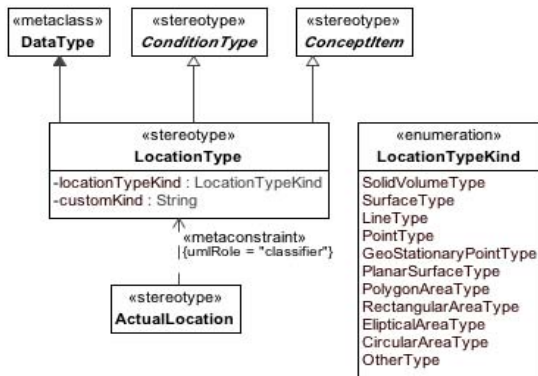 «metaclass»
DataType
«stereotype»
ConditionType
«stereotype»
ConceptItem
«stereotype»
LocationType
-locationTypeKind : LocationTypeKind
-customKind : String
«metaconstraint»
{umlRole = "classifier"}
«stereotype»
ActualLocation
«enumeration»
LocationTypeKind
SolidVolumeType
SurfaceType
LineType
PointType
GeoStationaryPointType
PlanarSurfaceType
PolygonAreaType
RectangularAreaType
ElipticalAreaType
CircularAreaType
OtherType